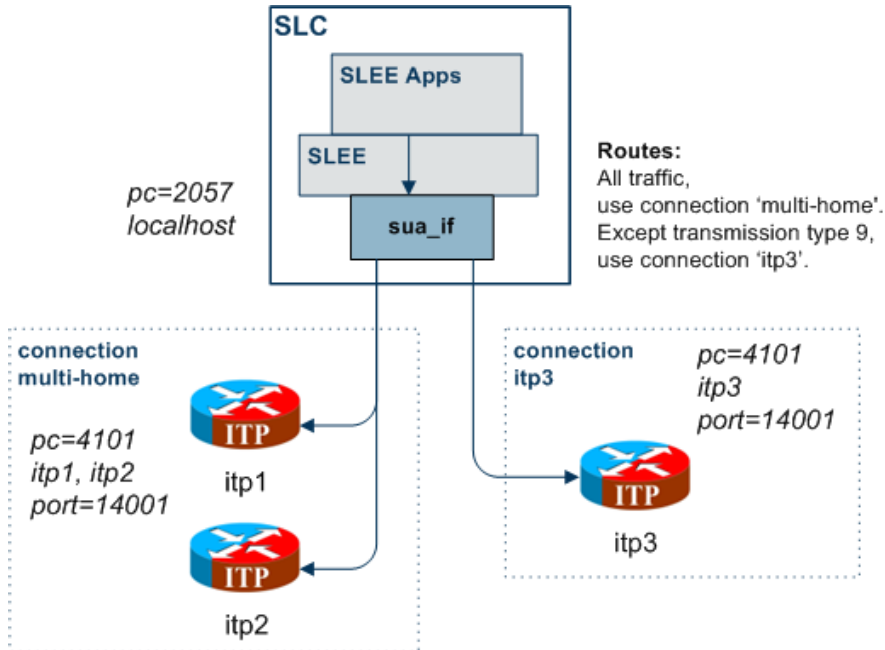 SLC
SLEE Apps
SLEE
sua_if
pc=2057
localhost
Routes:
All traffic,
use connection ‘multi-home'.
Except transmission type 9,
use connection ‘itp3’.
connection
multi-home
pc=4101
itp1, itp2
port=14001
ITP
itp1
ITP
itp2
connection
itp3
pc=4101
itp3
port=14001
ITP
itp3